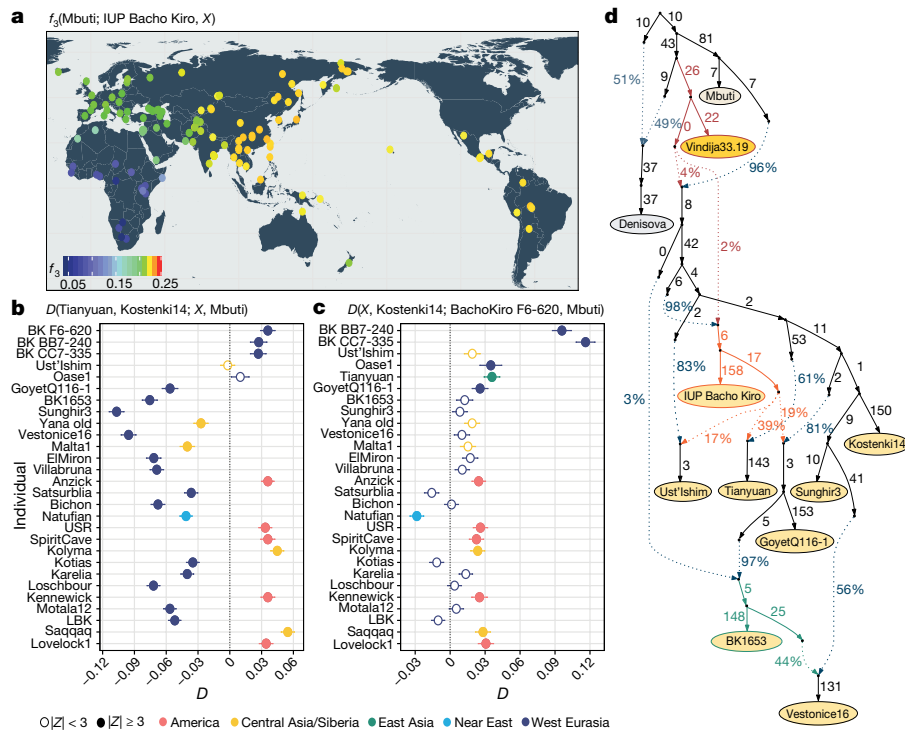 a
f3(Mbuti; IUP Bacho Kiro, X)
f3
0.05 0.15 0.25
b
D(Tianyuan, Kostenki14; X, Mbuti)
Individual
BK F6-620
BK BB7-240
BK CC7-335
Ust'Ishim
Oase1
GoyetQ116-1
BK1653
Sunghir3
Yana old
Vestonice16
Malta1
ElMiron
Villabruna
Anzick
Satsurblia
Bichon
Natufian
USR
SpiritCave
Kolyma
Kotias
Karelia
Loschbour
Kennewick
Motala12
LBK
Saqqaq
Lovelock1
−0.12 −0.09 −0.06 −0.03 0 0.03 0.06
c
D(X, Kostenki14; BachoKiro F6-620, Mbuti)
BK BB7-240
BK CC7-335
Ust'Ishim
Oase1
Tianyuan
GoyetQ116-1
BK1653
Sunghir3
Yana old
Vestonice16
Malta1
ElMiron
Villabruna
Anzick
Satsurblia
Bichon
Natufian
USR
SpiritCave
Kolyma
Kotias
Karelia
Loschbour
Kennewick
Motala12
LBK
Saqqaq
Lovelock1
−0.03 0 0.03 0.06 0.09 0.12
D
|Z| < 3 |Z| ≥ 3 America Central Asia/Siberia East Asia Near East West Eurasia
d
10 10
43 81
51% 9 26 7 7
Mbuti
49% 0 22
Vindija33.19
37 4% 96%
37 8
Denisova
0 42 2%
6 4
98% 2 2
6 53 11
83% 17 61% 2 1
158
IUP Bacho Kiro
3% 19% 9 150
17% 39% 81%
Kostenki14
3 143 3 10 41
Ust'Ishim Tianyuan Sunghir3
5 153
GoyetQ116-1
97% 56%
5
148 25
BK1653
44%
131
Vestonice16